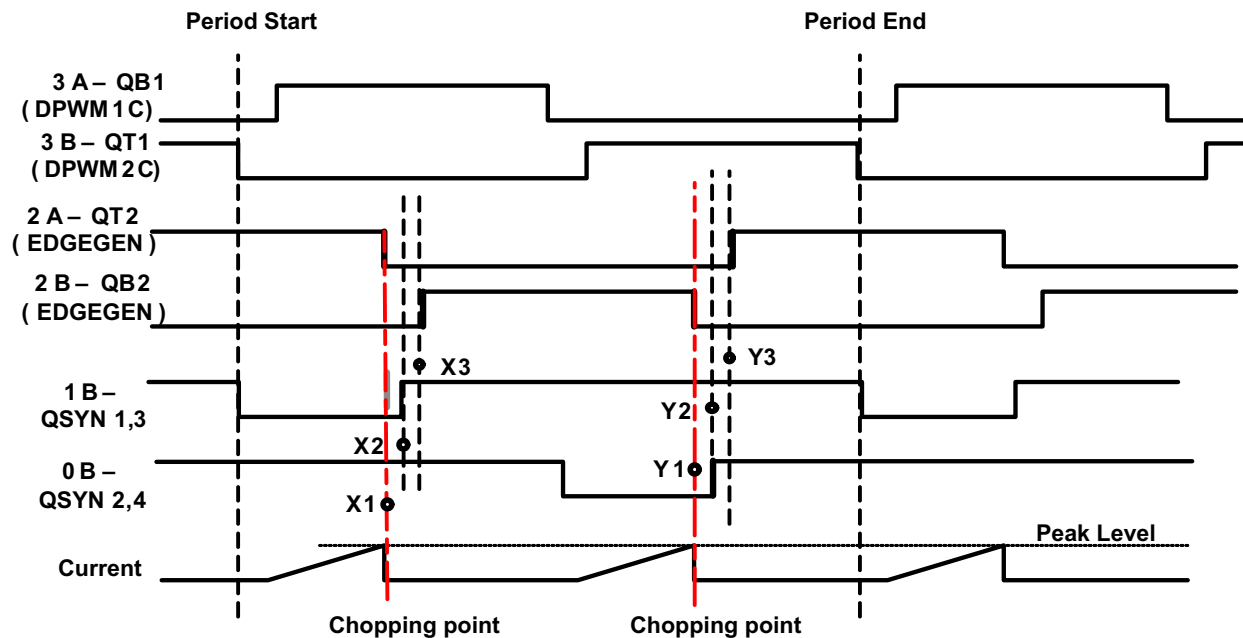 Period Start
Period End
3 A – QB1
( DPWM 1 C )
3 B – QT1
( DPWM 2 C )
2 A – QT2
( EDGEGEN )
2 B – QB2
( EDGEGEN )
X3
Y3
1 B –
QSYN 1,3
Y2
X2
0 B –
QSYN 2,4
Y1
X1
Peak Level
Current
Chopping point
Chopping point